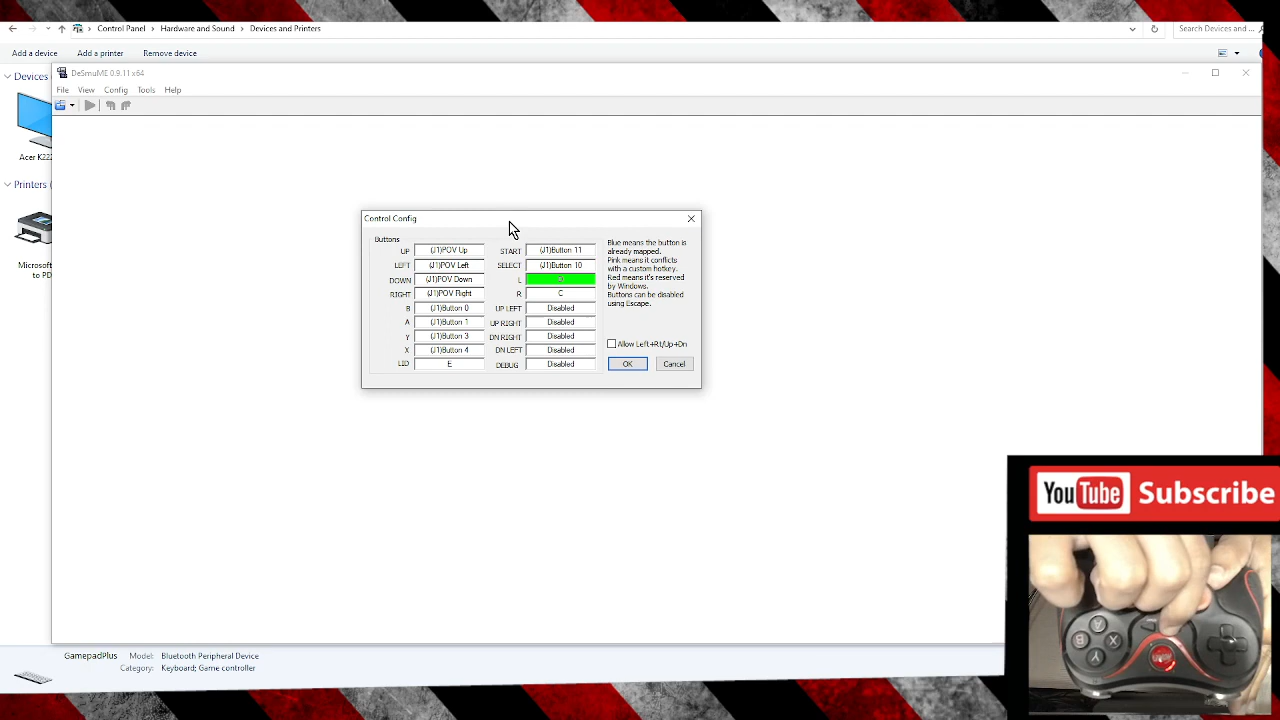 Control Panel > Hardware and Sound > Devices and Printers
Search Devices and ...
Add a device Add a printer Remove device
Devices
Acer K222
Printers (
Microsoft
to PD
DeSmuME 0.9.11 x64
File View Config Tools Help
Control Config
Buttons
UP (J1)POV Up START (J1)Button 11
LEFT (J1)POV Left SELECT (J1)Button 10
DOWN (J1)POV Down L
RIGHT (J1)POV Right R C
B (J1)Button 0 UP LEFT Disabled
A (J1)Button 1 UP RIGHT Disabled
Y (J1)Button 3 DN RIGHT Disabled
X (J1)Button 4 DN LEFT Disabled
LID E DEBUG Disabled
Blue means the button is
already mapped.
Pink means it conflicts
with a custom hotkey.
Red means it's reserved
by Windows.
Buttons can be disabled
using Escape.
Allow Left+Rt/Up+Dn
OK Cancel
YouTube Subscribe
A
B X
Y
GamepadPlus Model: Bluetooth Peripheral Device
Category: Keyboard; Game controller